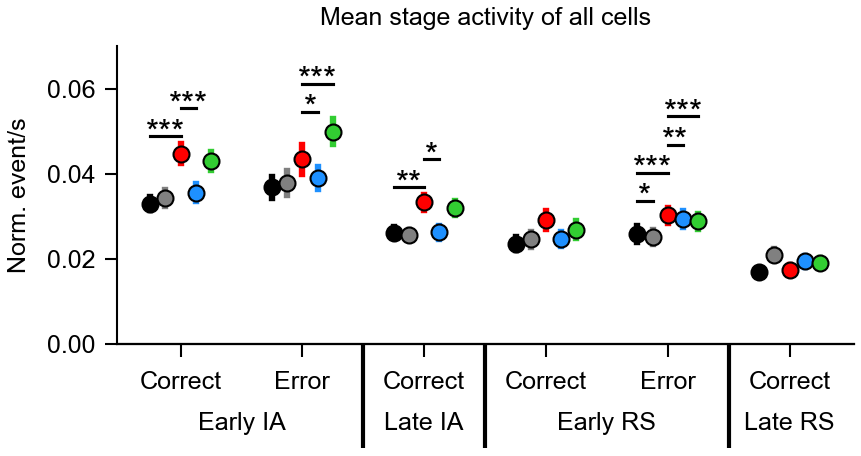 Mean stage activity of all cells
Norm. event/s
0.06
0.04
0.02
0.00
*** *** *** * ** * *** ** *** *
Correct Error Correct Correct Error Correct
Early IA Late IA Early RS Late RS